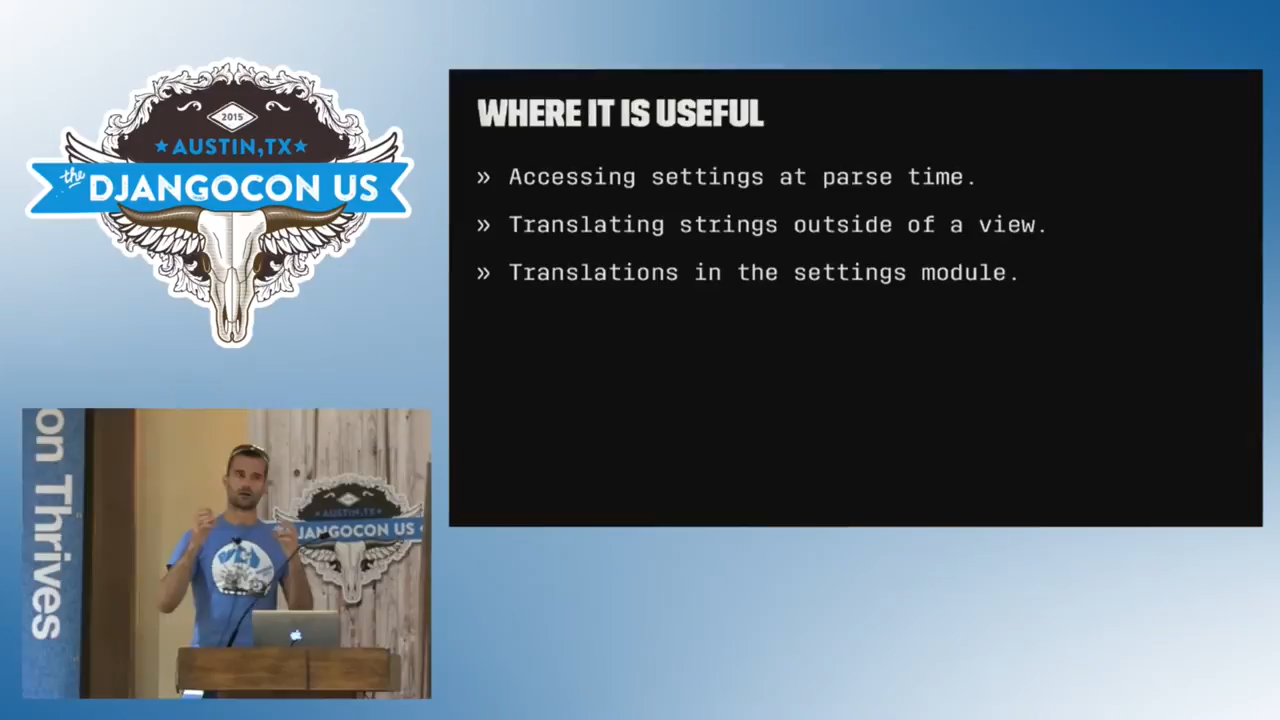 2015
★AUSTIN,TX★
the DJANGOCON US
WHERE IT IS USEFUL
» Accessing settings at parse time.
» Translating strings outside of a view.
» Translations in the settings module.
on Thrives
AUSTIN,TX
JANGOCON US